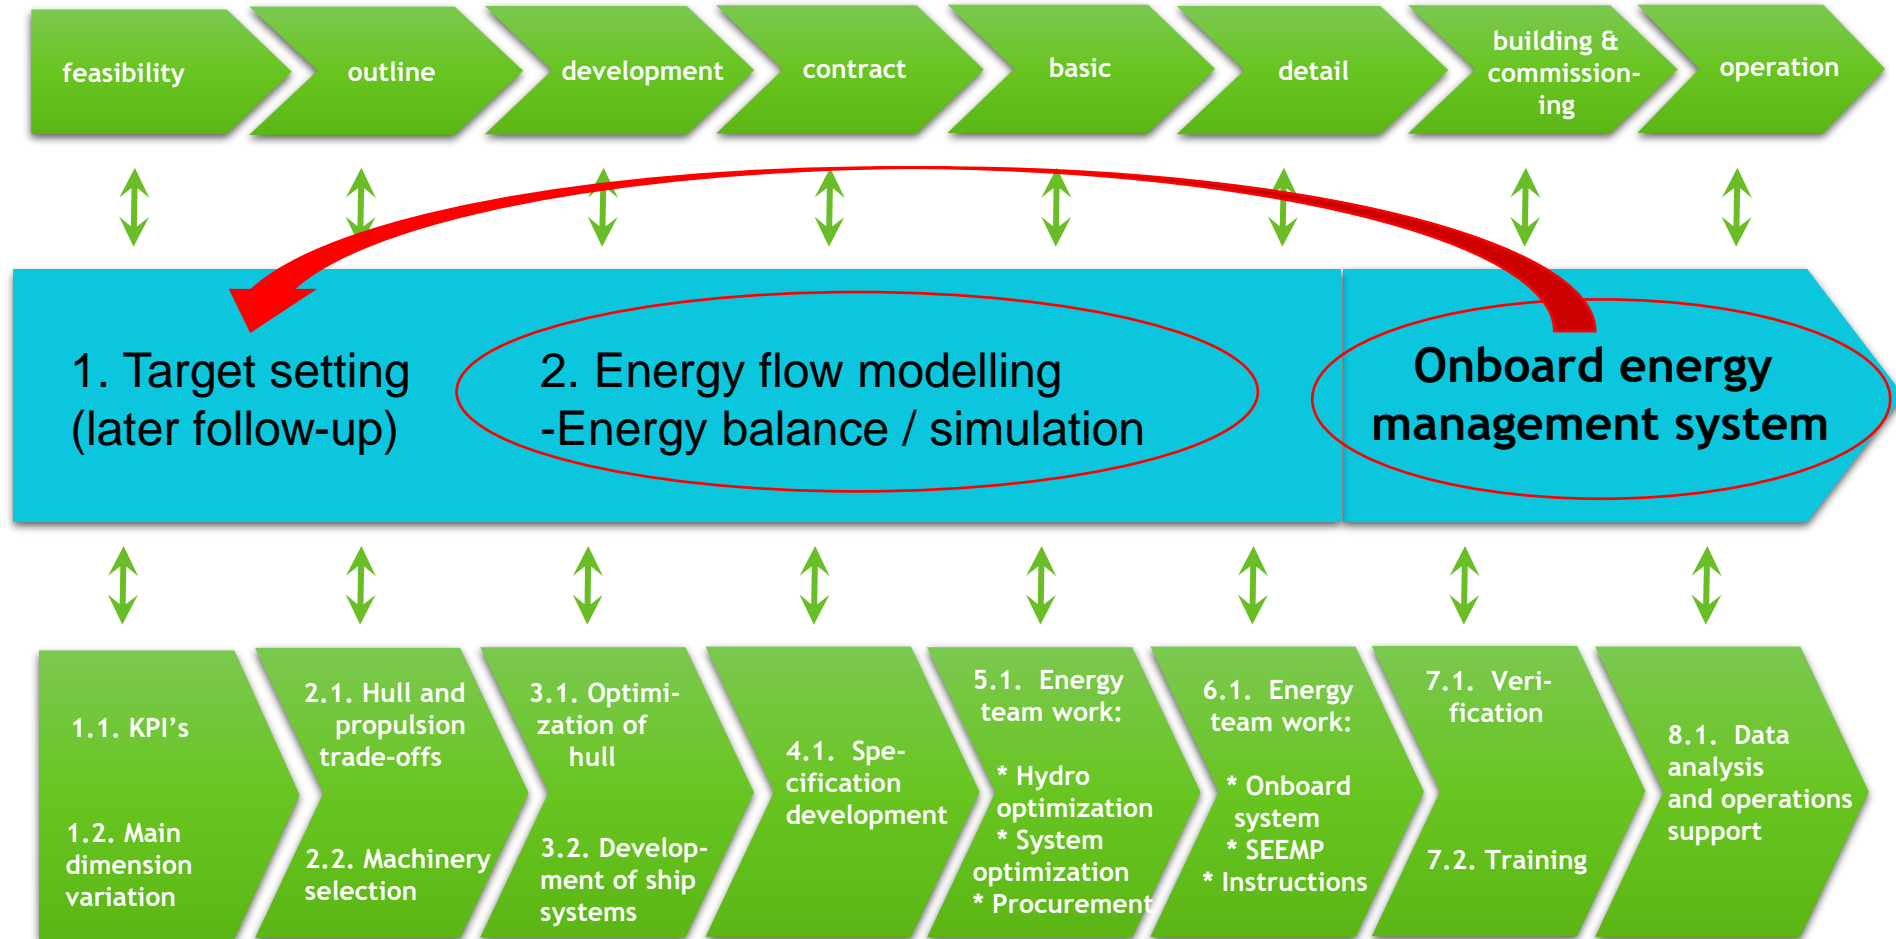 feasibility
outline
development
contract
basic
detail
building &
commission-
ing
operation
1. Target setting
(later follow-up)
2. Energy flow modelling
-Energy balance / simulation
Onboard energy
management system
1.1. KPI's
1.2. Main
dimension
variation
2.1. Hull and
propulsion
trade-offs
2.2. Machinery
selection
3.1. Optimi-
zation of
hull
3.2. Develop-
ment of ship
systems
4.1. Spe-
cification
development
5.1. Energy
team work:
* Hydro
optimization
* System
optimization
* Procurement
6.1. Energy
team work:
* Onboard
system
* SEEMP
* Instructions
7.1. Veri-
fication
7.2. Training
8.1. Data
analysis
and operations
support